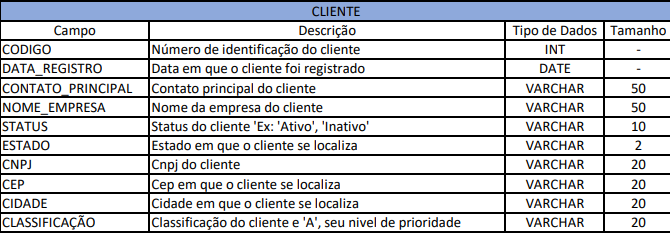 CLIENTE
Campo Descrição Tipo de Dados Tamanho
CODIGO Número de identificação do cliente INT -
DATA_REGISTRO Data em que o cliente foi registrado DATE -
CONTATO_PRINCIPAL Contato principal do cliente VARCHAR 50
NOME_EMPRESA Nome da empresa do cliente VARCHAR 50
STATUS Status do cliente 'Ex: 'Ativo', 'Inativo' VARCHAR 10
ESTADO Estado em que o cliente se localiza VARCHAR 2
CNPJ Cnpj do cliente VARCHAR 20
CEP Cep em que o cliente se localiza VARCHAR 20
CIDADE Cidade em que o cliente se localiza VARCHAR 20
CLASSIFICAÇÃO Classificação do cliente e 'A', seu nivel de prioridade VARCHAR 20